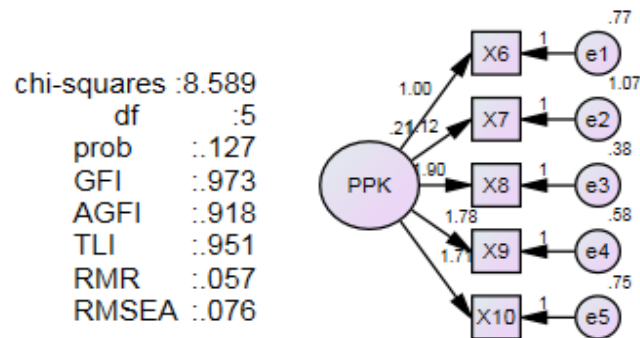 chi-squares :8.589
df :5
prob :.127
GFI :.973
AGFI :.918
TLI :.951
RMR :.057
RMSEA :.076
PPK
.21
1.00
1.12
1.90
1.78
1.71
X6
1
e1
.77
X7
1
e2
1.07
X8
1
e3
.38
X9
1
e4
.58
X10
1
e5
.75